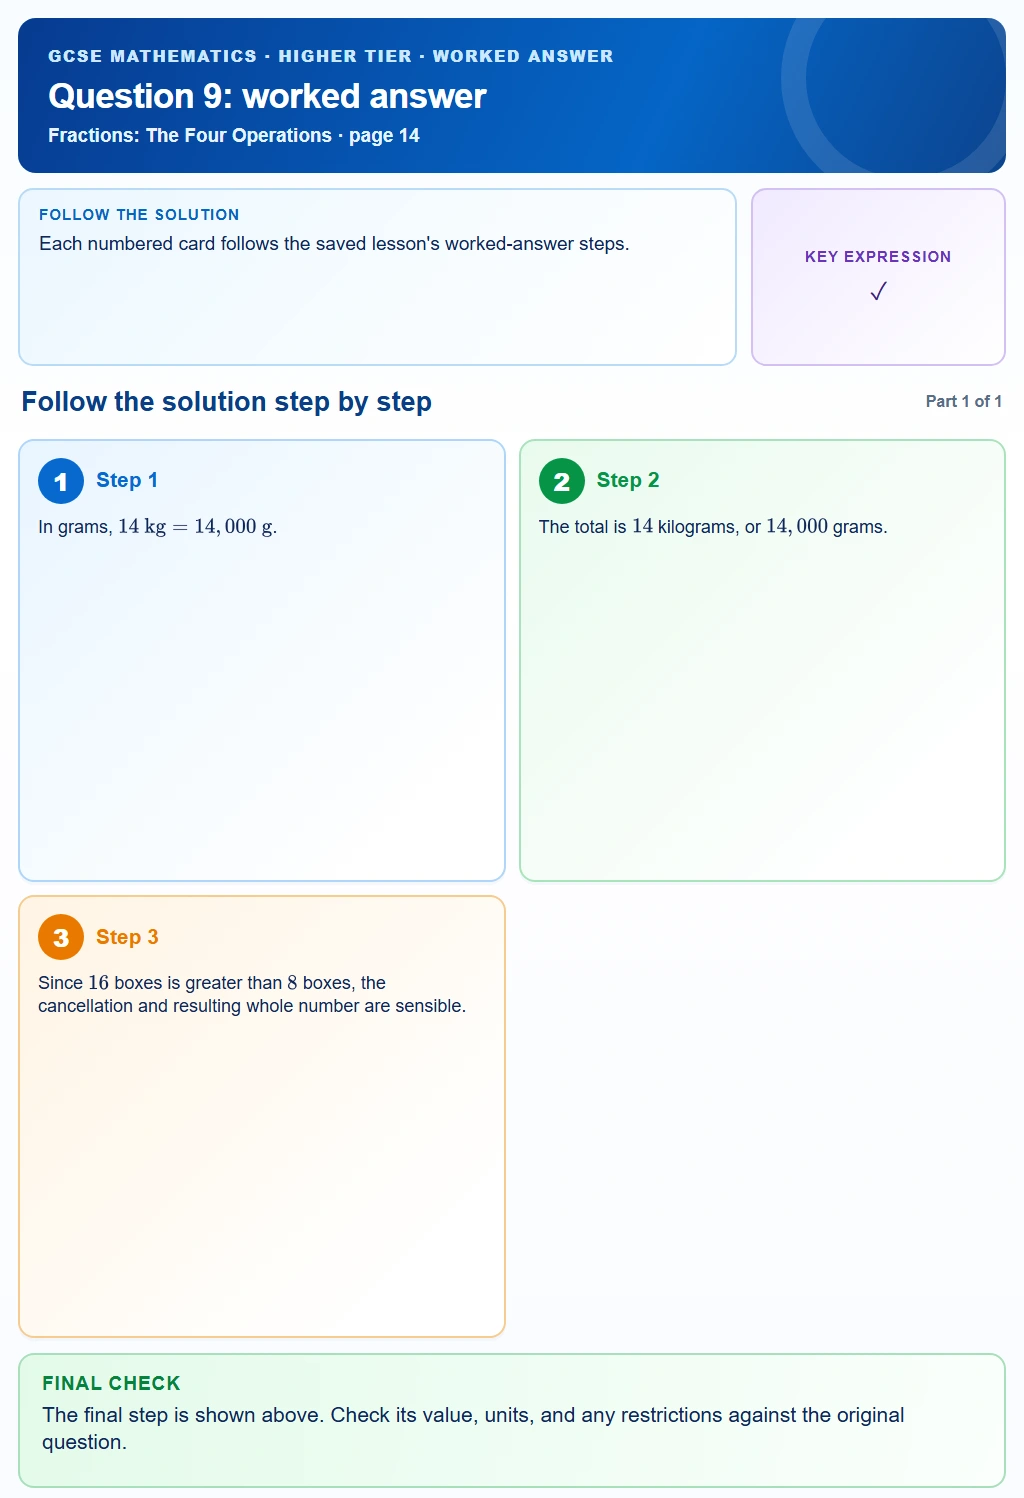 GCSE MATHEMATICS · HIGHER TIER · WORKED ANSWER
Question 9: worked answer
Fractions: The Four Operations · page 14
FOLLOW THE SOLUTION
Each numbered card follows the saved lesson's worked-answer steps.
KEY EXPRESSION
✓
Follow the solution step by step
Part 1 of 1
1 Step 1
In grams, 14 kg = 14,000 g.
2 Step 2
The total is 14 kilograms, or 14,000 grams.
3 Step 3
Since 16 boxes is greater than 8 boxes, the
cancellation and resulting whole number are sensible.
FINAL CHECK
The final step is shown above. Check its value, units, and any restrictions against the original
question.